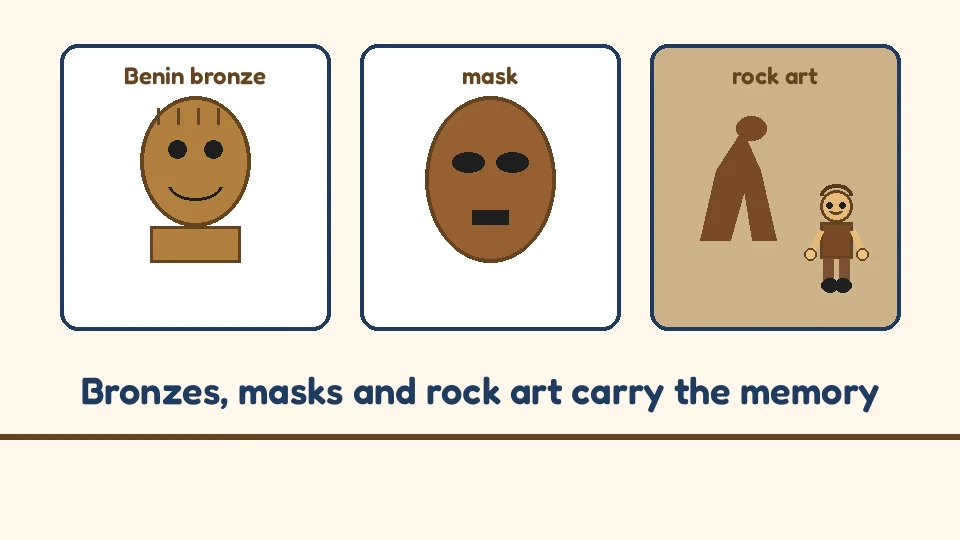 Benin bronze
mask
rock art
Bronzes, masks and rock art carry the memory